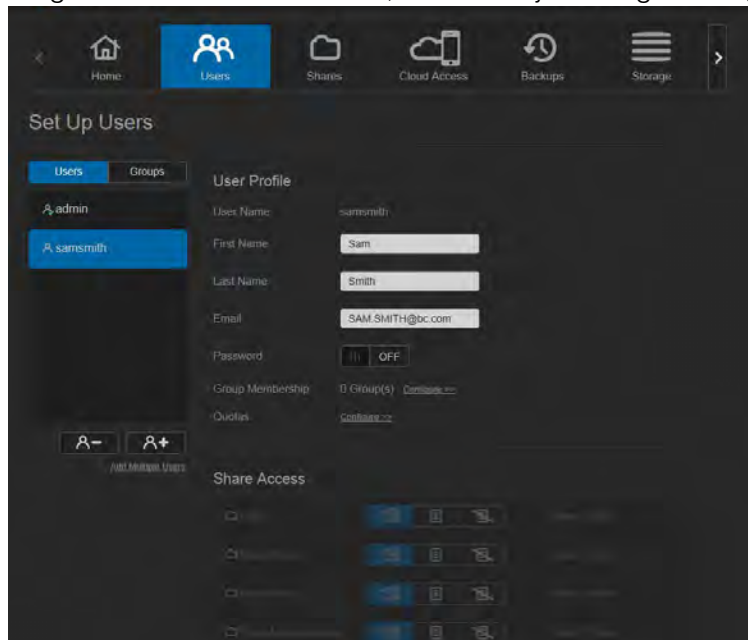 Home Users Shares Cloud Access Backups Storage
Set Up Users
Users Groups
User Profile
admin
User Name samsmith
samsmith
First Name Sam
Last Name Smith
Email SAM.SMITH@bc.com
Password OFF
Group Membership 0 Group(s) Configure >>
Quotas Configure >>
Add Multiple Users
Share Access